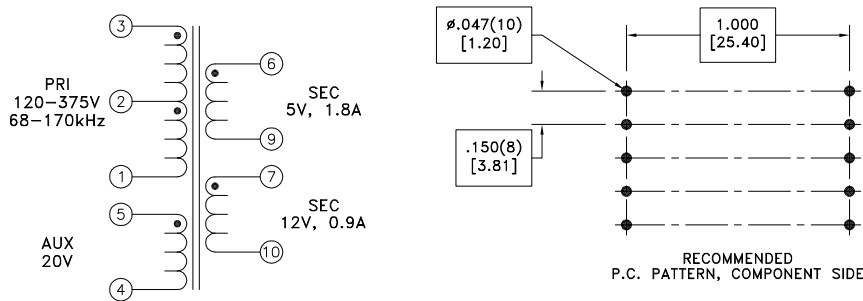 3
PRI
120-375V
2
68-170kHz
1
5
AUX
20V
4
6
SEC
5V, 1.8A
9
7
SEC
12V, 0.9A
10
ø.047(10)
[1.20]
1.000
[25.40]
.150(8)
[3.81]
RECOMMENDED
P.C. PATTERN, COMPONENT SIDE